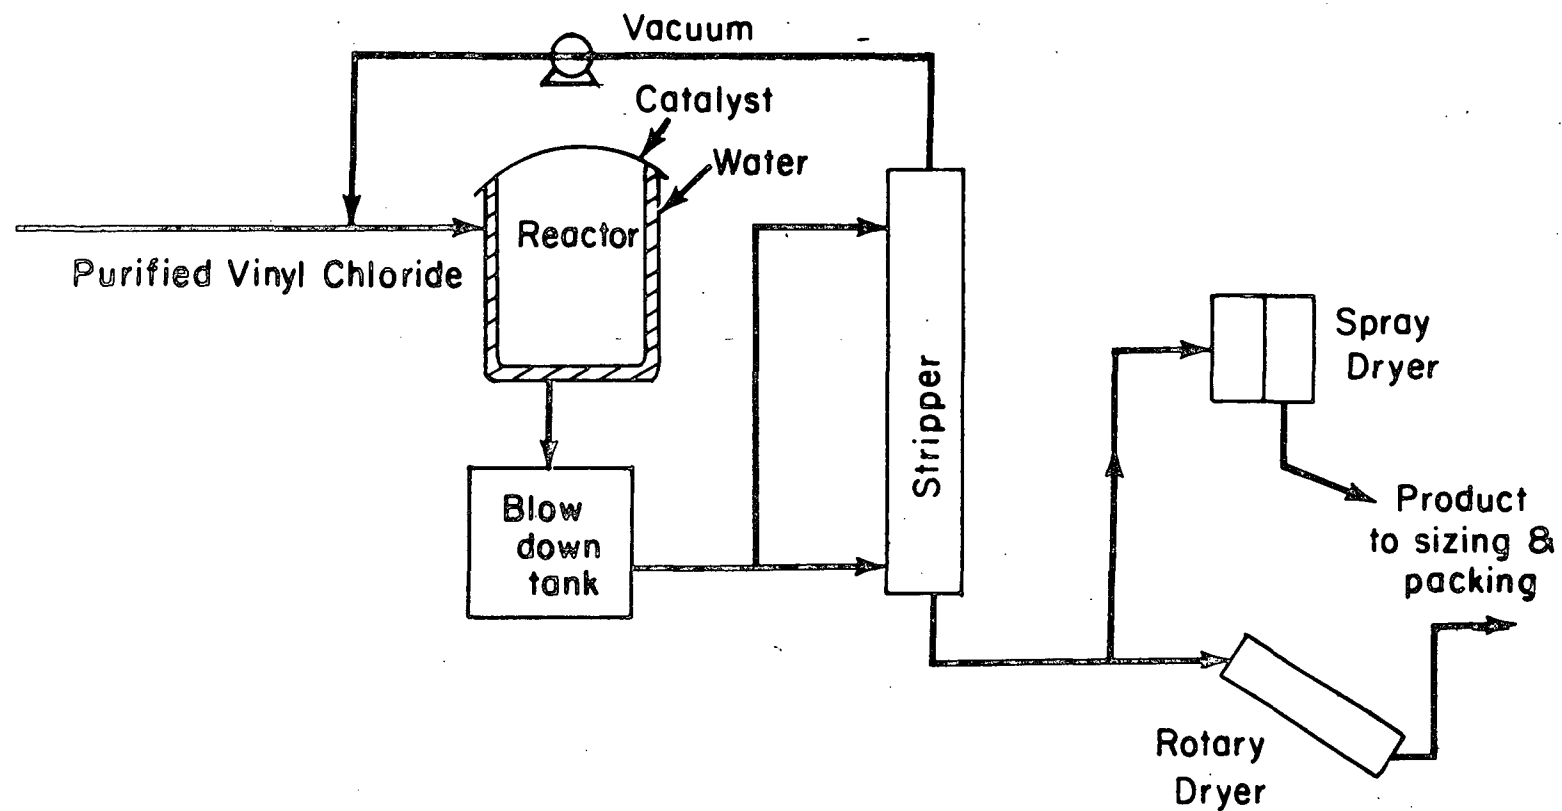 Vacuum
Catalyst
Water
Reactor
Purified Vinyl Chloride
Stripper
Spray
Dryer
Blow
down
tank
Product
to sizing &
packing
Rotary
Dryer